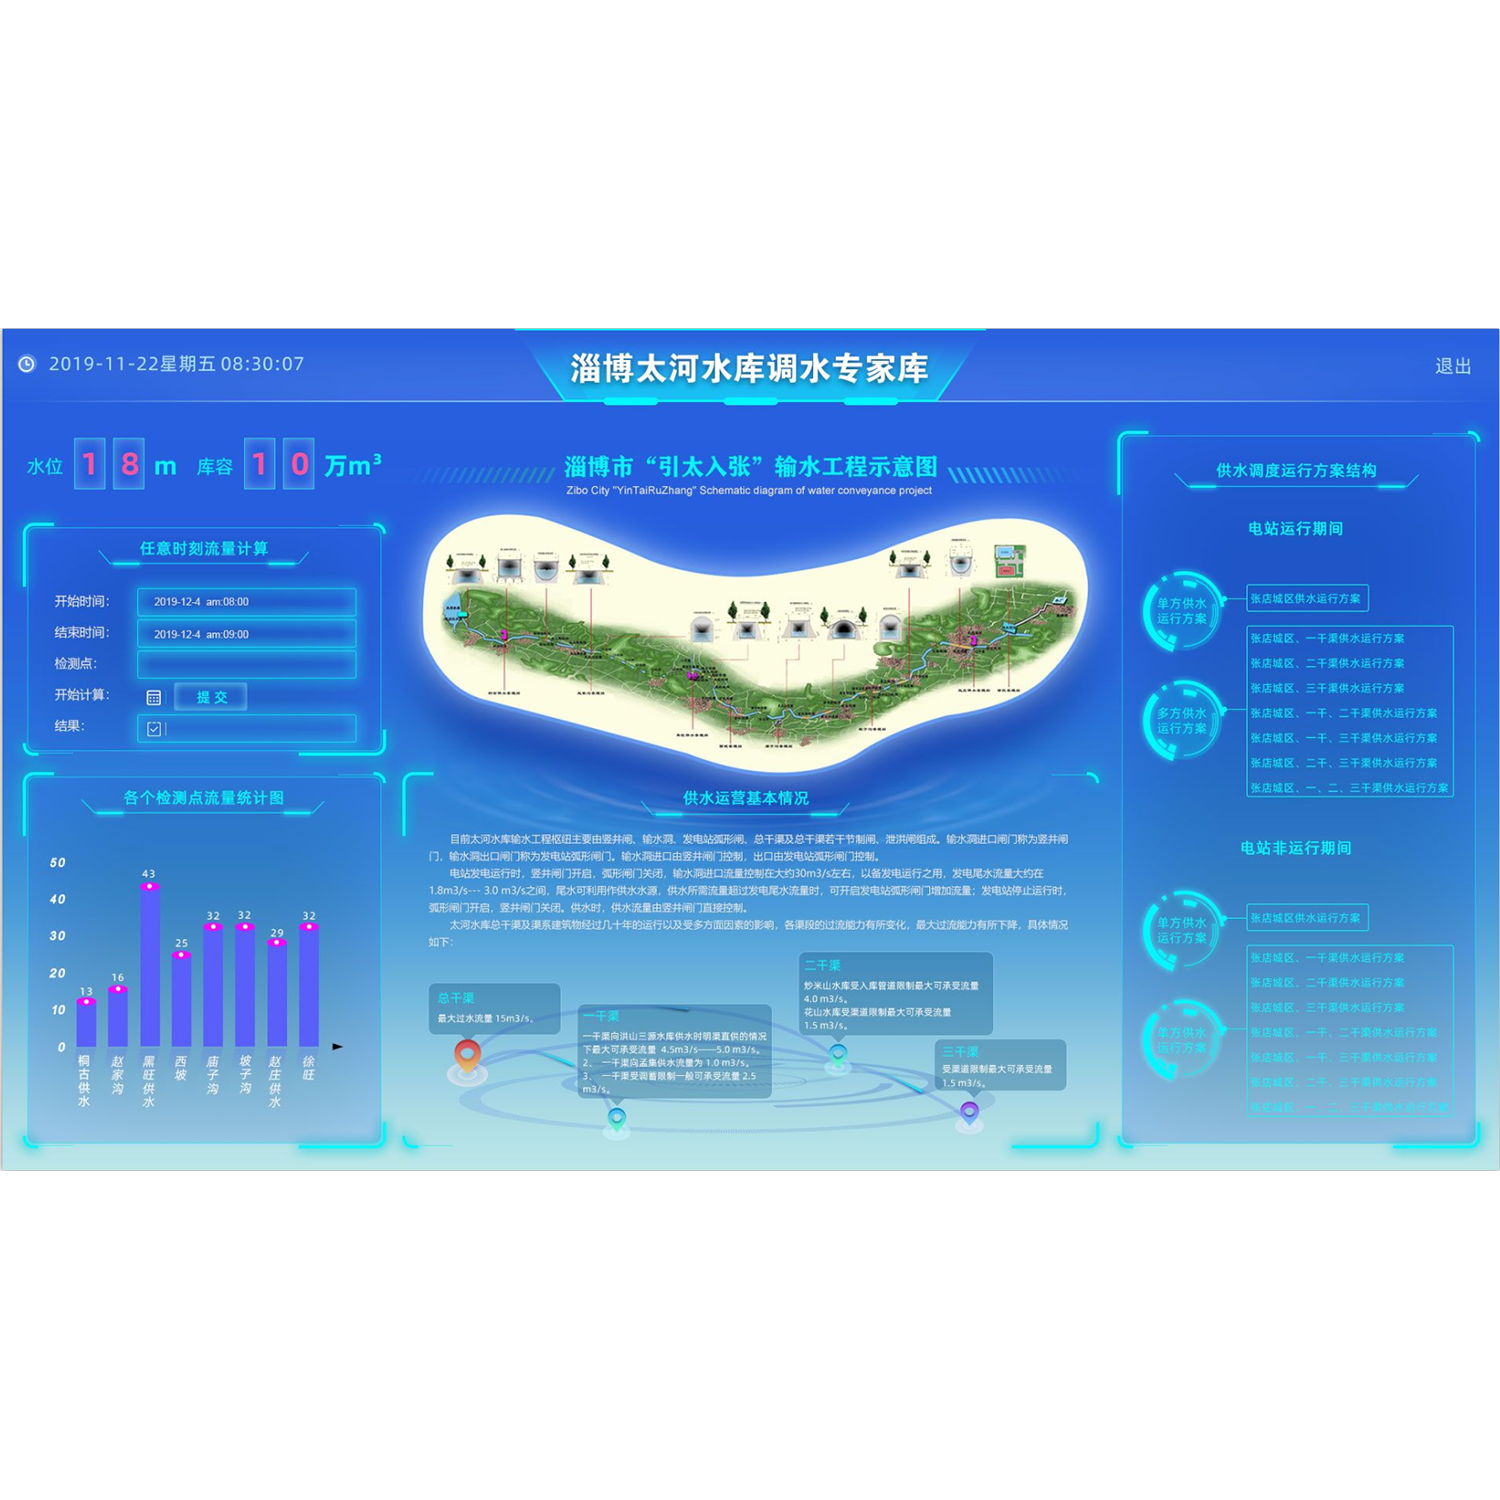 2019-11-22星期五 08:30:07
淄博太河水库调水专家库
退出
水位 18 m 库容 10 万m³
淄博市“引太入张”输水工程示意图
Zibo City "YinTaiRuZhang" Schematic diagram of water conveyance project
任意时刻流量计算
开始时间： 2019-12-4 am:08:00
结束时间： 2019-12-4 am:09:00
检测点：
开始计算： 提交
结果：
各个检测点流量统计图
50
40
30
20
10
0
13
16
43
25
32
32
29
32
桐古供水
赵家沟
黑旺供水
西坡
庙子沟
坡子沟
赵庄供水
徐旺
供水运营基本情况
目前太河水库输水工程枢纽主要由竖井闸、输水洞、发电站弧形闸、总干渠及总干渠若干节制闸、泄洪闸组成。输水洞进口闸门称为竖井闸
门，输水洞出口闸门称为发电站弧形闸门。输水洞进口由竖井闸门控制，出口由发电站弧形闸门控制。
电站发电运行时，竖井闸门开启，弧形闸门关闭，输水洞进口流量控制在大约30m3/s左右，以备发电运行之用，发电尾水流量大约在
1.8m3/s--- 3.0 m3/s之间，尾水可利用作供水水源，供水所需流量超过发电尾水流量时，可开启发电站弧形闸门增加流量；发电站停止运行时，
弧形闸门开启，竖井闸门关闭。供水时，供水流量由竖井闸门直接控制。
太河水库总干渠及渠系建筑物经过几十年的运行以及受多方面因素的影响，各渠段的过流能力有所变化，最大过流能力有所下降，具体情况
如下：
总干渠
最大过水流量 15m3/s。
一干渠
一干渠向洪山三源水库供水时明渠直供的情况
下最大可承受流量 4.5m3/s——5.0 m3/s。
2、 一干渠向孟集供水流量为 1.0 m3/s。
3、 一干渠受调蓄限制一般可承受流量 2.5
m3/s。
二干渠
炒米山水库受入库管道限制最大可承受流量
4.0 m3/s。
花山水库受渠道限制最大可承受流量
1.5 m3/s。
三干渠
受渠道限制最大可承受流量
1.5 m3/s。
供水调度运行方案结构
电站运行期间
单方供水
运行方案
张店城区供水运行方案
多方供水
运行方案
张店城区、一干渠供水运行方案
张店城区、二干渠供水运行方案
张店城区、三干渠供水运行方案
张店城区、一干、二干渠供水运行方案
张店城区、一干、三干渠供水运行方案
张店城区、二干、三干渠供水运行方案
张店城区、一、二、三干渠供水运行方案
电站非运行期间
单方供水
运行方案
张店城区供水运行方案
单方供水
运行方案
张店城区、一干渠供水运行方案
张店城区、二干渠供水运行方案
张店城区、三干渠供水运行方案
张店城区、一干、二干渠供水运行方案
张店城区、一干、三干渠供水运行方案
张店城区、二干、三干渠供水运行方案
张店城区、一、二、三干渠供水运行方案